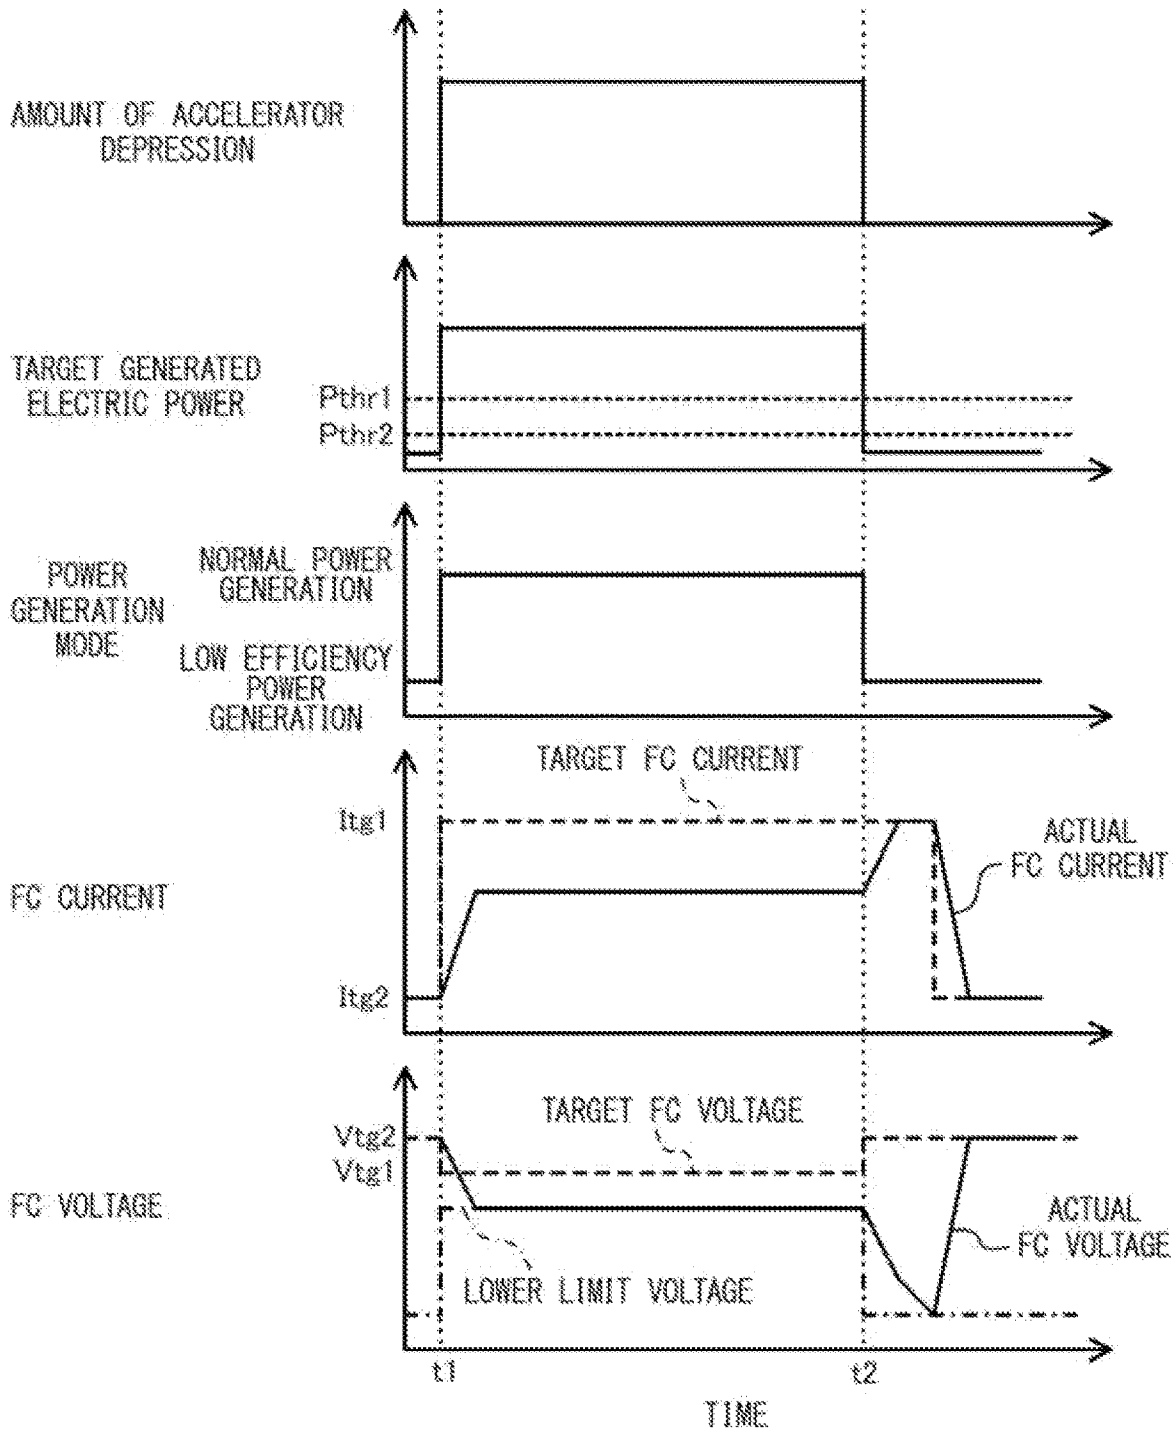 AMOUNT OF ACCELERATOR
DEPRESSION
TARGET GENERATED
ELECTRIC POWER
Pthr1
Pthr2
POWER
GENERATION
MODE
NORMAL POWER
GENERATION
LOW EFFICIENCY
POWER
GENERATION
TARGET FC CURRENT
Itg1
ACTUAL
FC CURRENT
FC CURRENT
Itg2
TARGET FC VOLTAGE
Vtg2
Vtg1
FC VOLTAGE
ACTUAL
FC VOLTAGE
LOWER LIMIT VOLTAGE
t1
t2
TIME